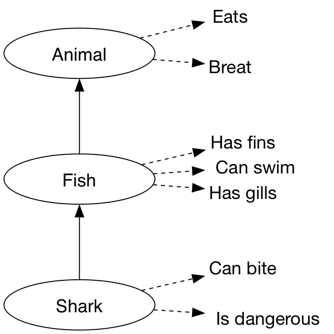 Eats
Animal
Breat
Has fins
Can swim
Fish
Has gills
Can bite
Shark
Is dangerous